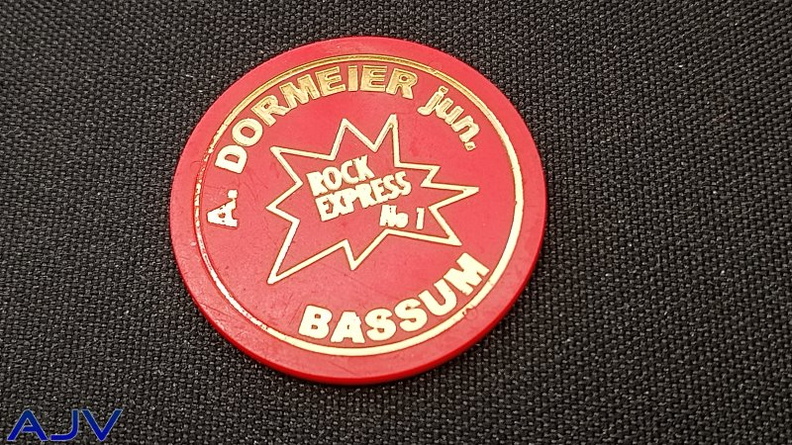 A. DORMEIER jun.
ROCK
EXPRESS
No 1
BASSUM
AJV